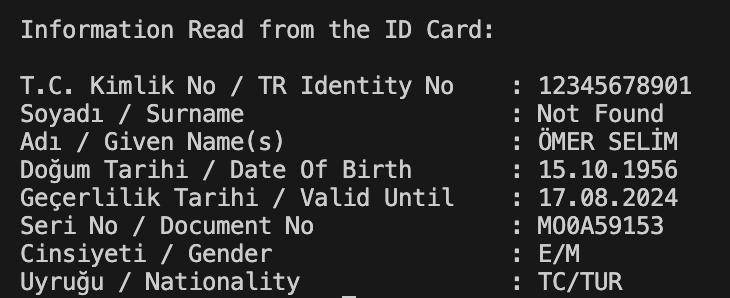 Information Read from the ID Card:
T.C. Kimlik No / TR Identity No : 12345678901
Soyadı / Surname : Not Found
Adı / Given Name(s) : ÖMER SELİM
Doğum Tarihi / Date Of Birth : 15.10.1956
Geçerlilik Tarihi / Valid Until : 17.08.2024
Seri No / Document No : MO0A59153
Cinsiyeti / Gender : E/M
Uyruğu / Nationality : TC/TUR